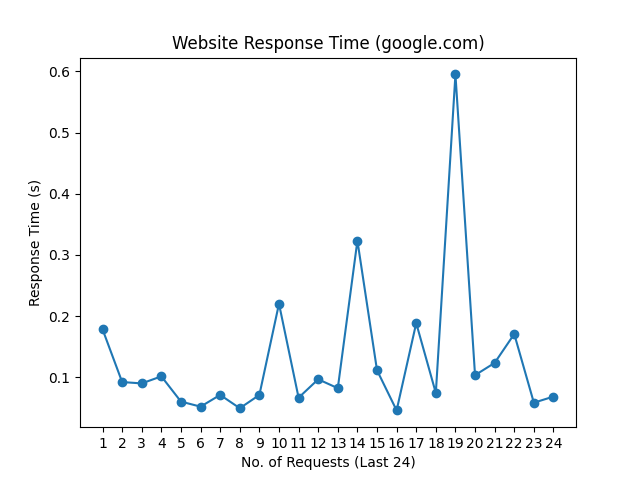 Website Response Time (google.com)
0.6
0.5
0.4
0.3
0.2
0.1
Response Time (s)
1 2 3 4 5 6 7 8 9 10 11 12 13 14 15 16 17 18 19 20 21 22 23 24
No. of Requests (Last 24)